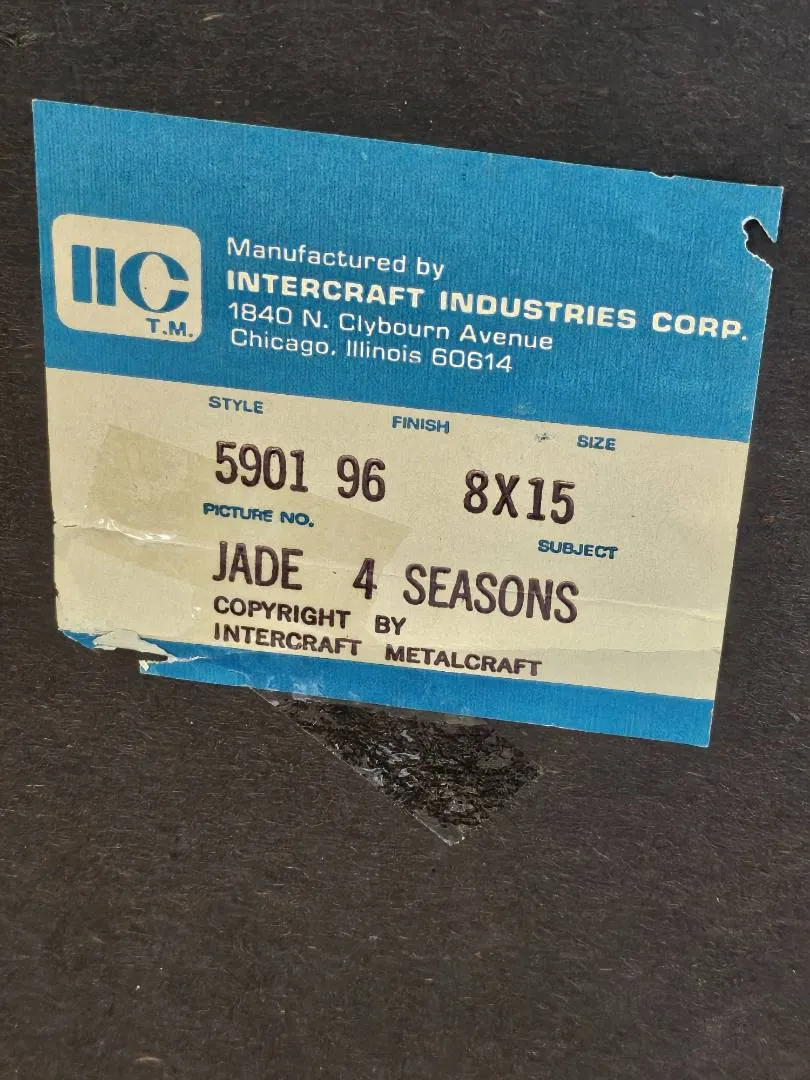 IIC
T.M.
Manufactured by
INTERCRAFT INDUSTRIES CORP.
1840 N. Clybourn Avenue
Chicago, Illinois 60614
STYLE FINISH SIZE
5901 96 8X15
PICTURE NO. SUBJECT
JADE 4 SEASONS
COPYRIGHT BY
INTERCRAFT METALCRAFT